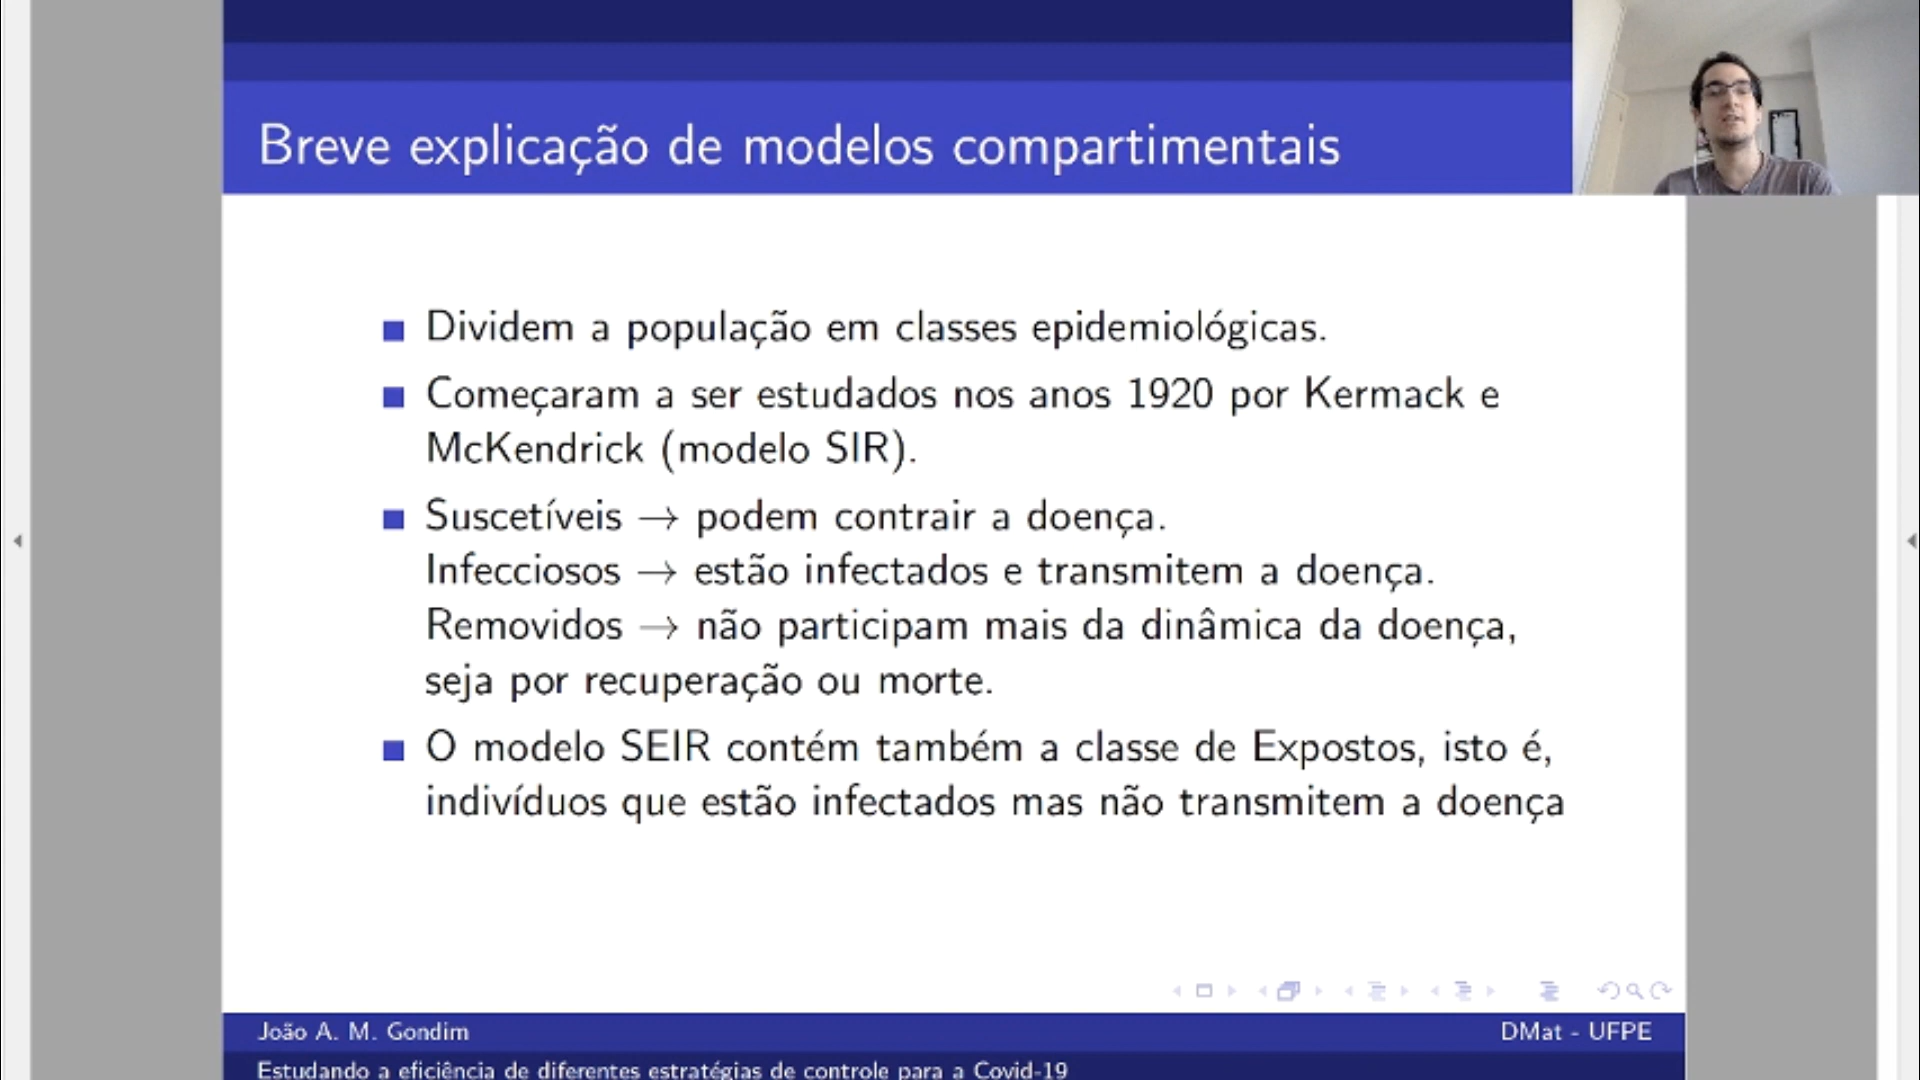 Breve explicação de modelos compartimentais
Dividem a população em classes epidemiológicas.
Começaram a ser estudados nos anos 1920 por Kermack e
McKendrick (modelo SIR).
Suscetíveis → podem contrair a doença.
Infecciosos → estão infectados e transmitem a doença.
Removidos → não participam mais da dinâmica da doença,
seja por recuperação ou morte.
O modelo SEIR contém também a classe de Expostos, isto é,
indivíduos que estão infectados mas não transmitem a doença
João A. M. Gondim
DMat - UFPE
Estudando a eficiência de diferentes estratégias de controle para a Covid-19